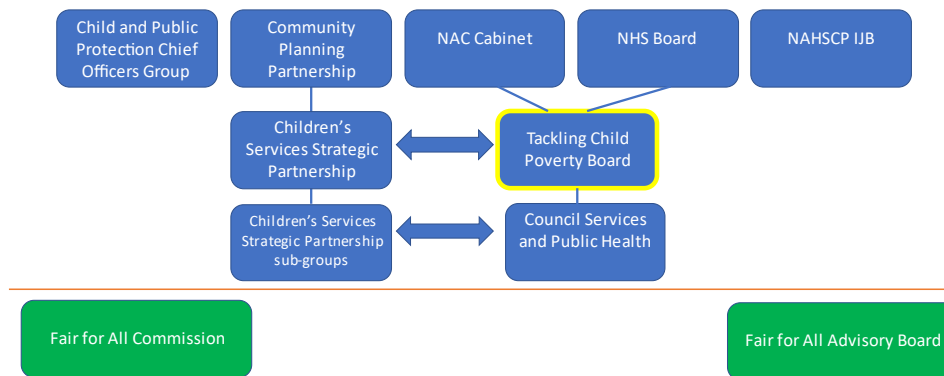 Child and Public
Protection Chief
Officers Group
Community
Planning
Partnership
NAC Cabinet
NHS Board
NAHSCP IJB
Children’s
Services Strategic
Partnership
Tackling Child
Poverty Board
Children’s Services
Strategic Partnership
sub-groups
Council Services
and Public Health
Fair for All Commission
Fair for All Advisory Board